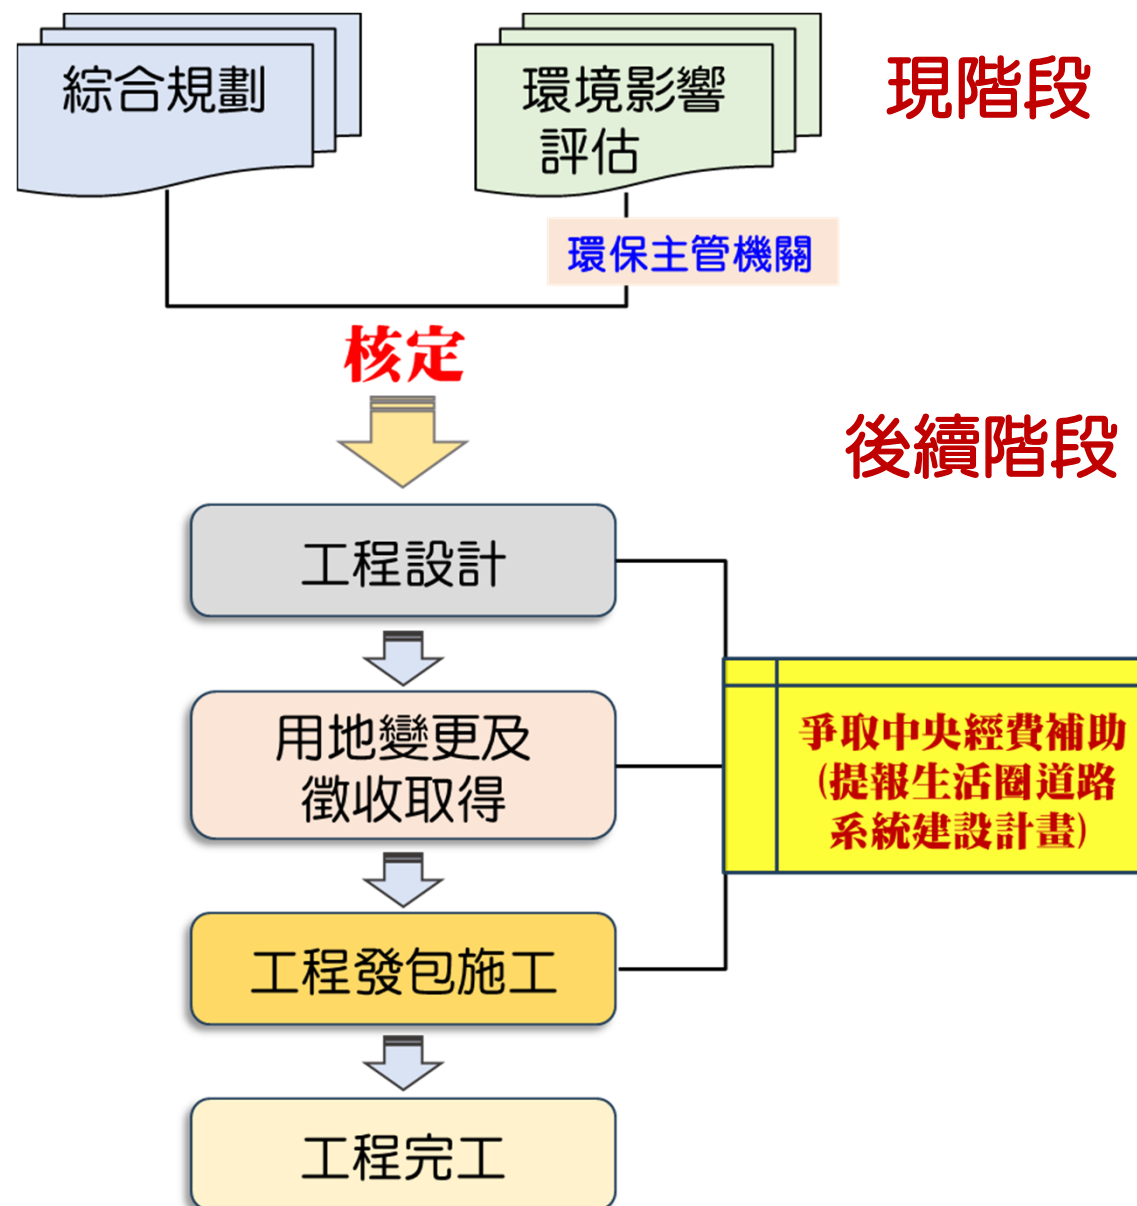 綜合規劃
環境影響
評估
現階段
環保主管機關
核定
後續階段
工程設計
用地變更及
徵收取得
爭取中央經費補助
(提報生活圈道路
系統建設計畫)
工程發包施工
工程完工